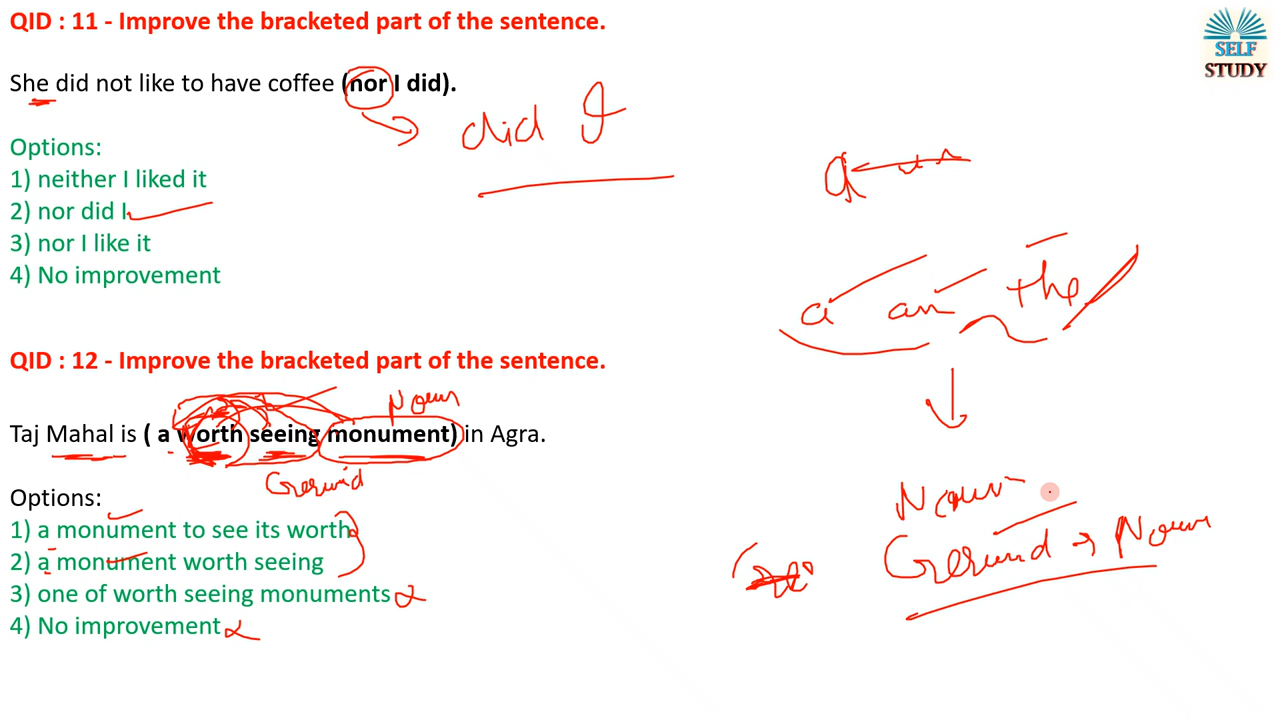 QID : 11 - Improve the bracketed part of the sentence.
SELF
STUDY
She did not like to have coffee (nor I did).
did I
Options:
1) neither I liked it
2) nor did I
3) nor I like it
4) No improvement
a an the
QID : 12 - Improve the bracketed part of the sentence.
Noun
Taj Mahal is ( a worth seeing monument) in Agra.
Gerund
Options:
1) a monument to see its worth
2) a monument worth seeing
3) one of worth seeing monuments
4) No improvement
Noun
Gerund → Noun